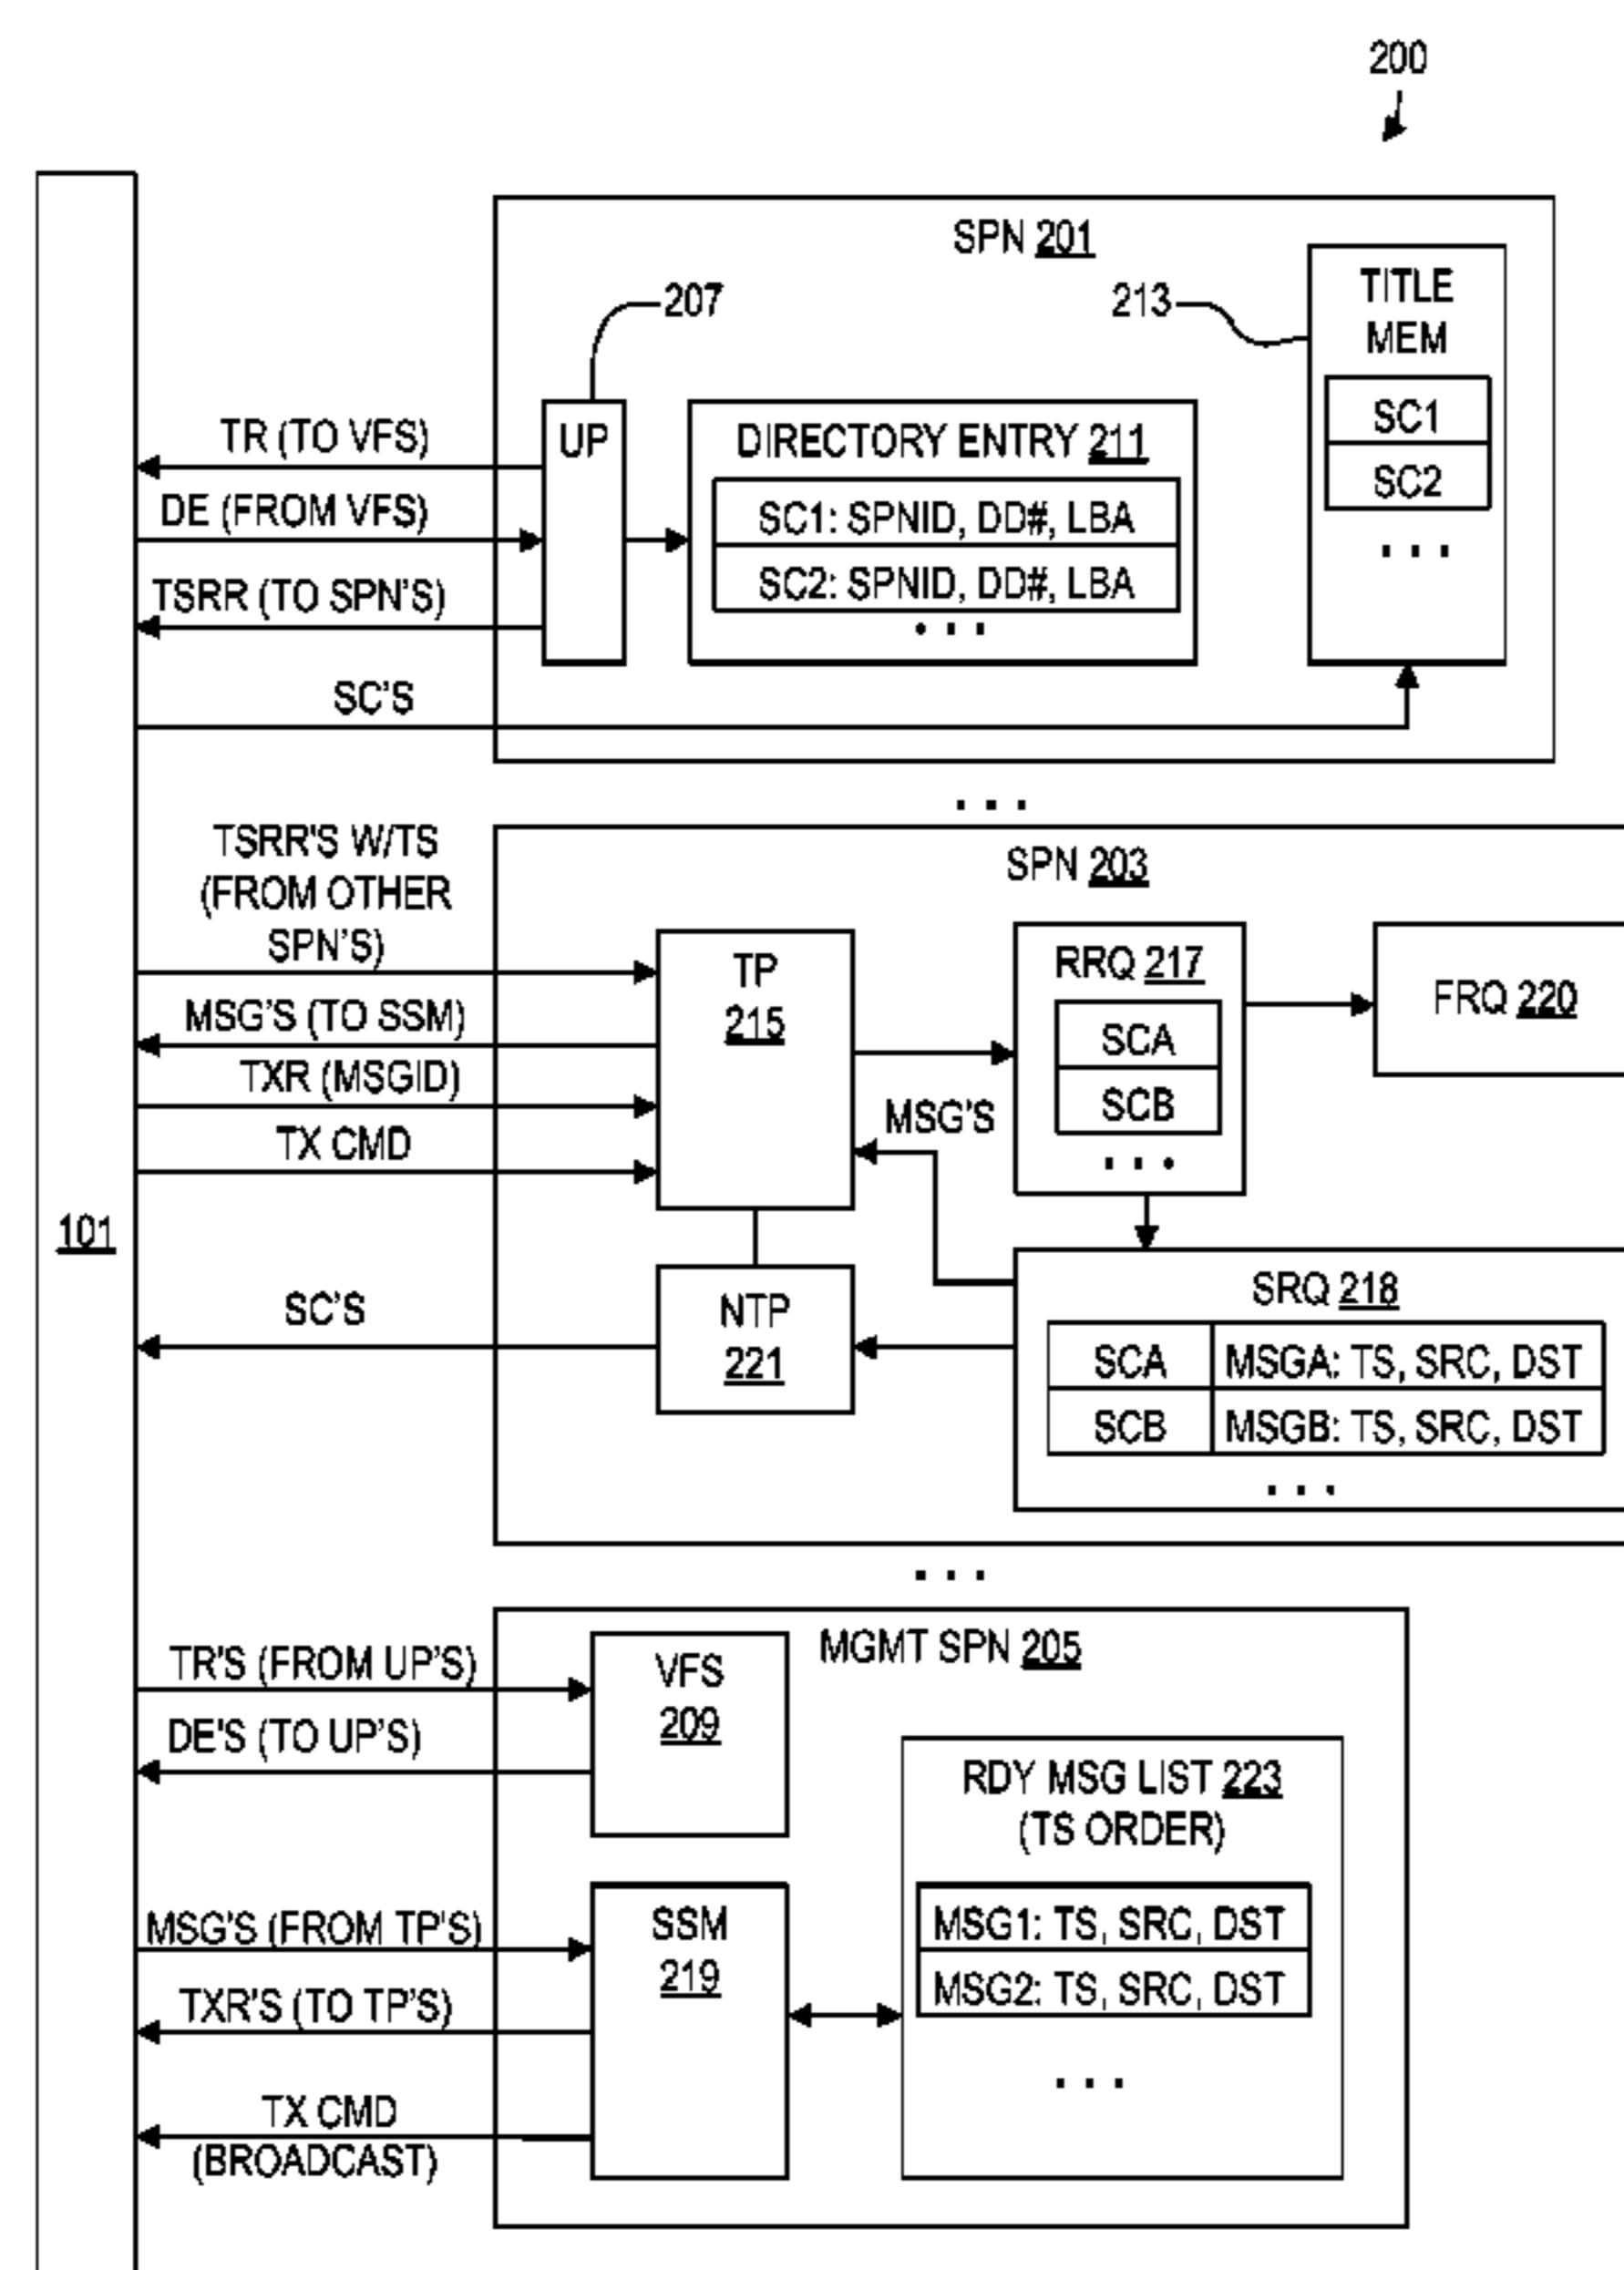 200
SPN 201
207
213
TITLE
MEM
SC1
SC2
. . .
UP
DIRECTORY ENTRY 211
SC1: SPNID, DD#, LBA
SC2: SPNID, DD#, LBA
. . .
TR (TO VFS)
DE (FROM VFS)
TSRR (TO SPN'S)
SC'S
. . .
TSRR'S W/TS
(FROM OTHER
SPN'S)
MSG'S (TO SSM)
TXR (MSGID)
TX CMD
SC'S
101
SPN 203
TP
215
RRQ 217
SCA
SCB
. . .
FRQ 220
MSG'S
NTP
221
SRQ 218
SCA MSGA: TS, SRC, DST
SCB MSGB: TS, SRC, DST
. . .
. . .
MGMT SPN 205
TR'S (FROM UP'S)
DE'S (TO UP'S)
VFS
209
RDY MSG LIST 223
(TS ORDER)
MSG1: TS, SRC, DST
MSG2: TS, SRC, DST
. . .
MSG'S (FROM TP'S)
TXR'S (TO TP'S)
TX CMD
(BROADCAST)
SSM
219